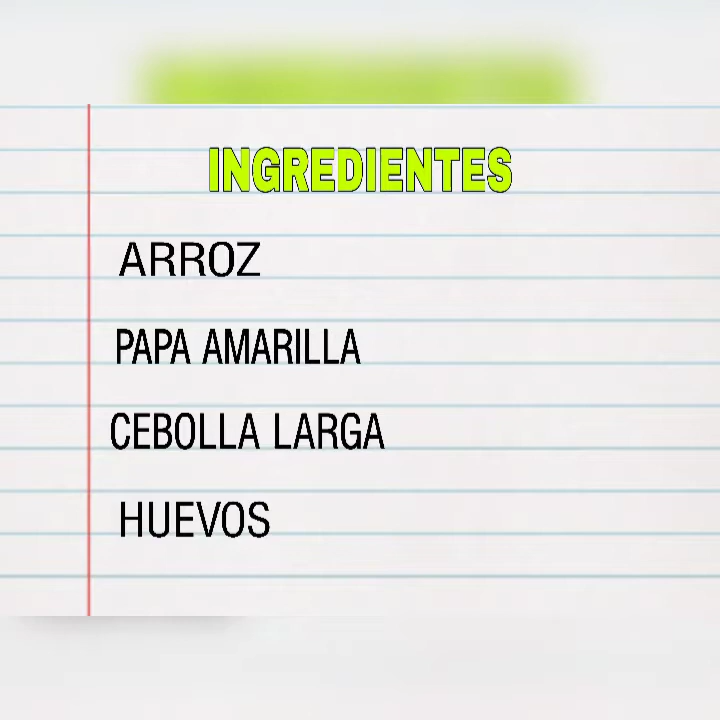 INGREDIENTES
ARROZ
PAPA AMARILLA
CEBOLLA LARGA
HUEVOS